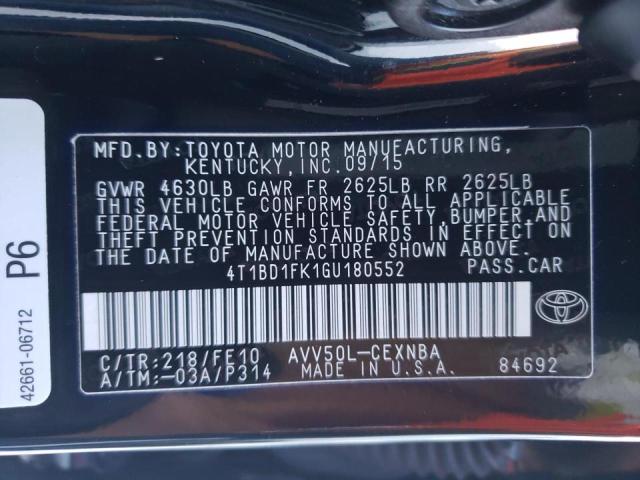 MFD.BY:TOYOTA MOTOR MANUFACTURING,
KENTUCKY, INC. 09/15
GVWR 4630LB GAWR FR 2625LB RR 2625LB
THIS VEHICLE CONFORMS TO ALL APPLICABLE
FEDERAL MOTOR VEHICLE SAFETY, BUMPER, AND
THEFT PREVENTION STANDARDS IN EFFECT ON
THE DATE OF MANUFACTURE SHOWN ABOVE.
4T1BD1FK1GU180552 PASS.CAR
C/TR:218/FE10 AVV50L-CEXNBA
A/TM:-03A/P314 MADE IN U.S.A. 84692
P6
42661-06712